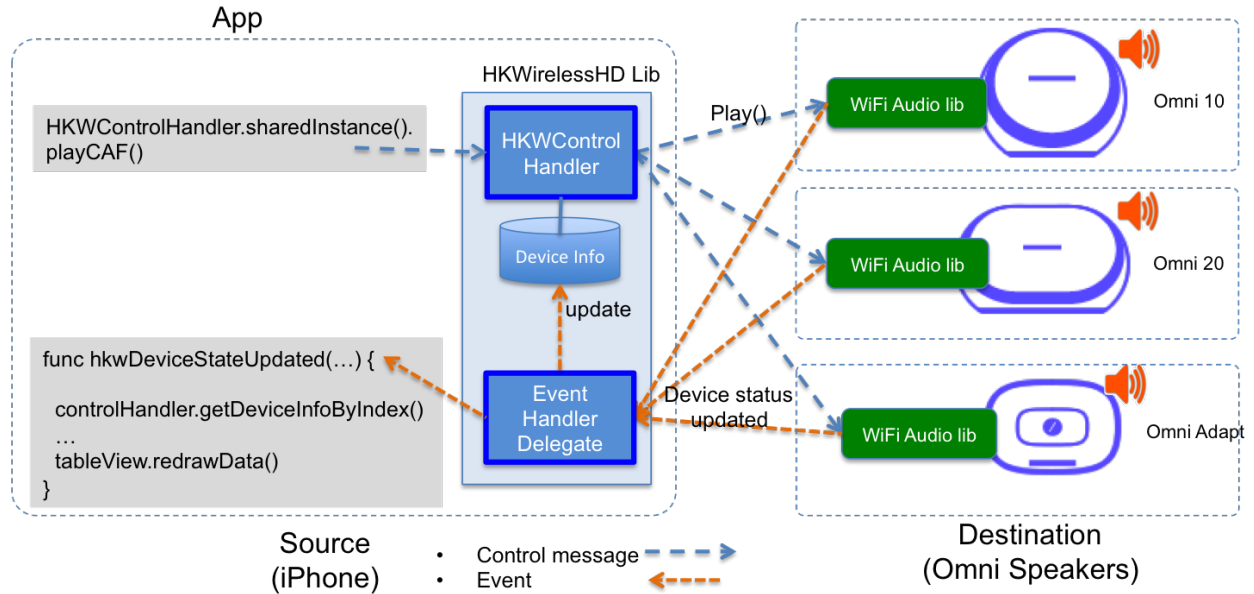 App
HKWirelessHD Lib
HKWControlHandler.sharedInstance().
playCAF()
HKWControl
Handler
Play()
WiFi Audio lib
Omni 10
Device Info
WiFi Audio lib
Omni 20
update
func hkwDeviceStateUpdated(…) {
controlHandler.getDeviceInfoByIndex()
…
tableView.redrawData()
}
Event
Handler
Delegate
Device status
updated
WiFi Audio lib
Omni Adapt
Source
(iPhone)
• Control message
• Event
Destination
(Omni Speakers)